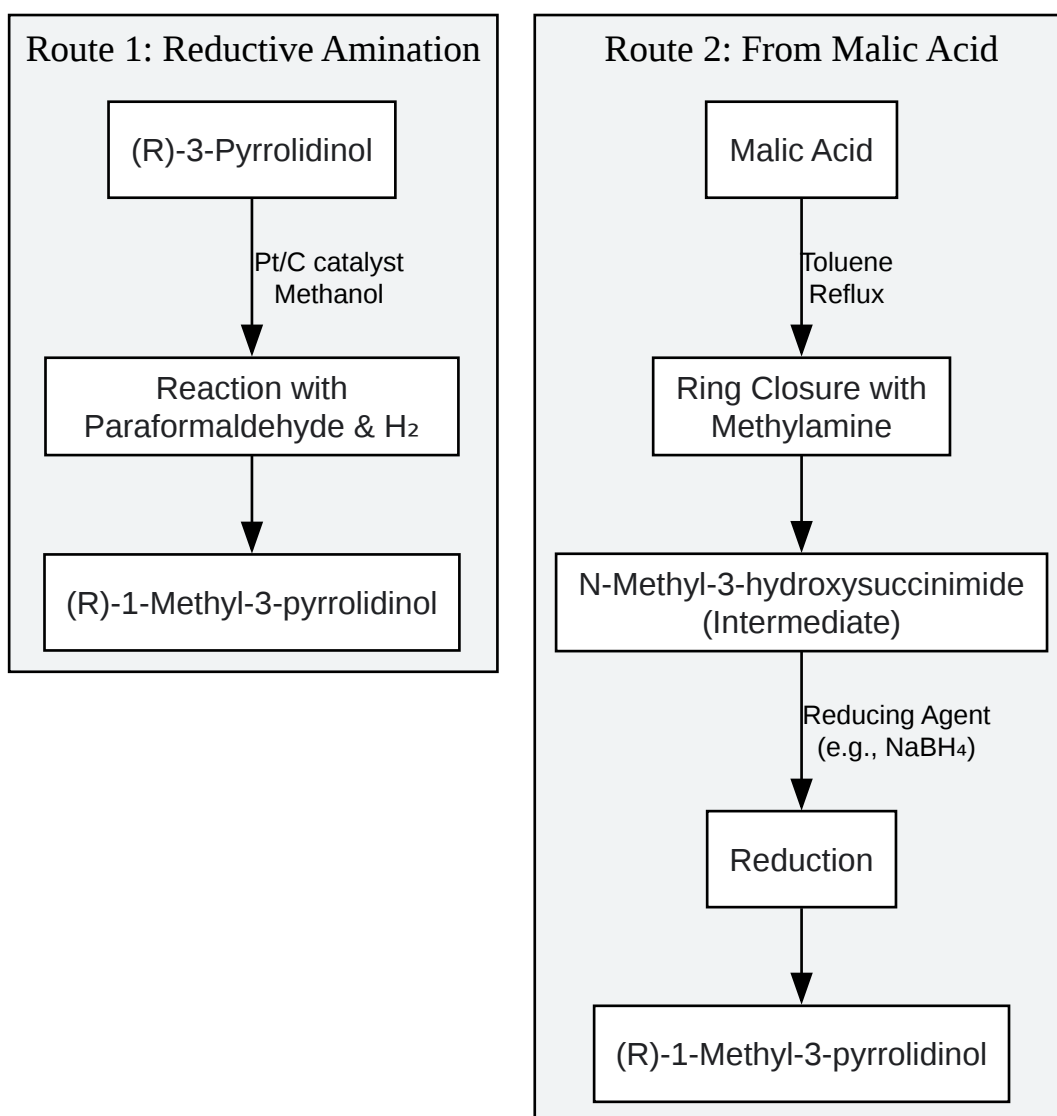 Route 1: Reductive Amination
(R)-3-Pyrrolidinol
Pt/C catalyst
Methanol
Reaction with
Paraformaldehyde & H₂
(R)-1-Methyl-3-pyrrolidinol
Route 2: From Malic Acid
Malic Acid
Toluene
Reflux
Ring Closure with
Methylamine
N-Methyl-3-hydroxysuccinimide
(Intermediate)
Reducing Agent
(e.g., NaBH₄)
Reduction
(R)-1-Methyl-3-pyrrolidinol